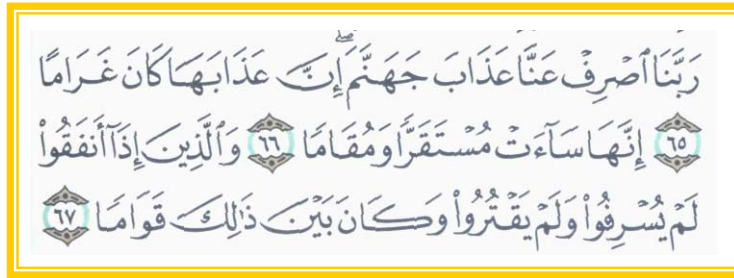 رَبَّنَا ٱصۡرِفۡ عَنَّا عَذَابَ جَهَنَّمَۖ إِنَّ عَذَابَهَا كَانَ غَرَامًا
٦٥ إِنَّهَا سَآءَتۡ مُسۡتَقَرًّا وَمُقَامًا ٦٦ وَٱلَّذِينَ إِذَآ أَنفَقُواْ
لَمۡ يُسۡرِفُواْ وَلَمۡ يَقۡتُرُواْ وَكَانَ بَيۡنَ ذَٰلِكَ قَوَامًا ٦٧